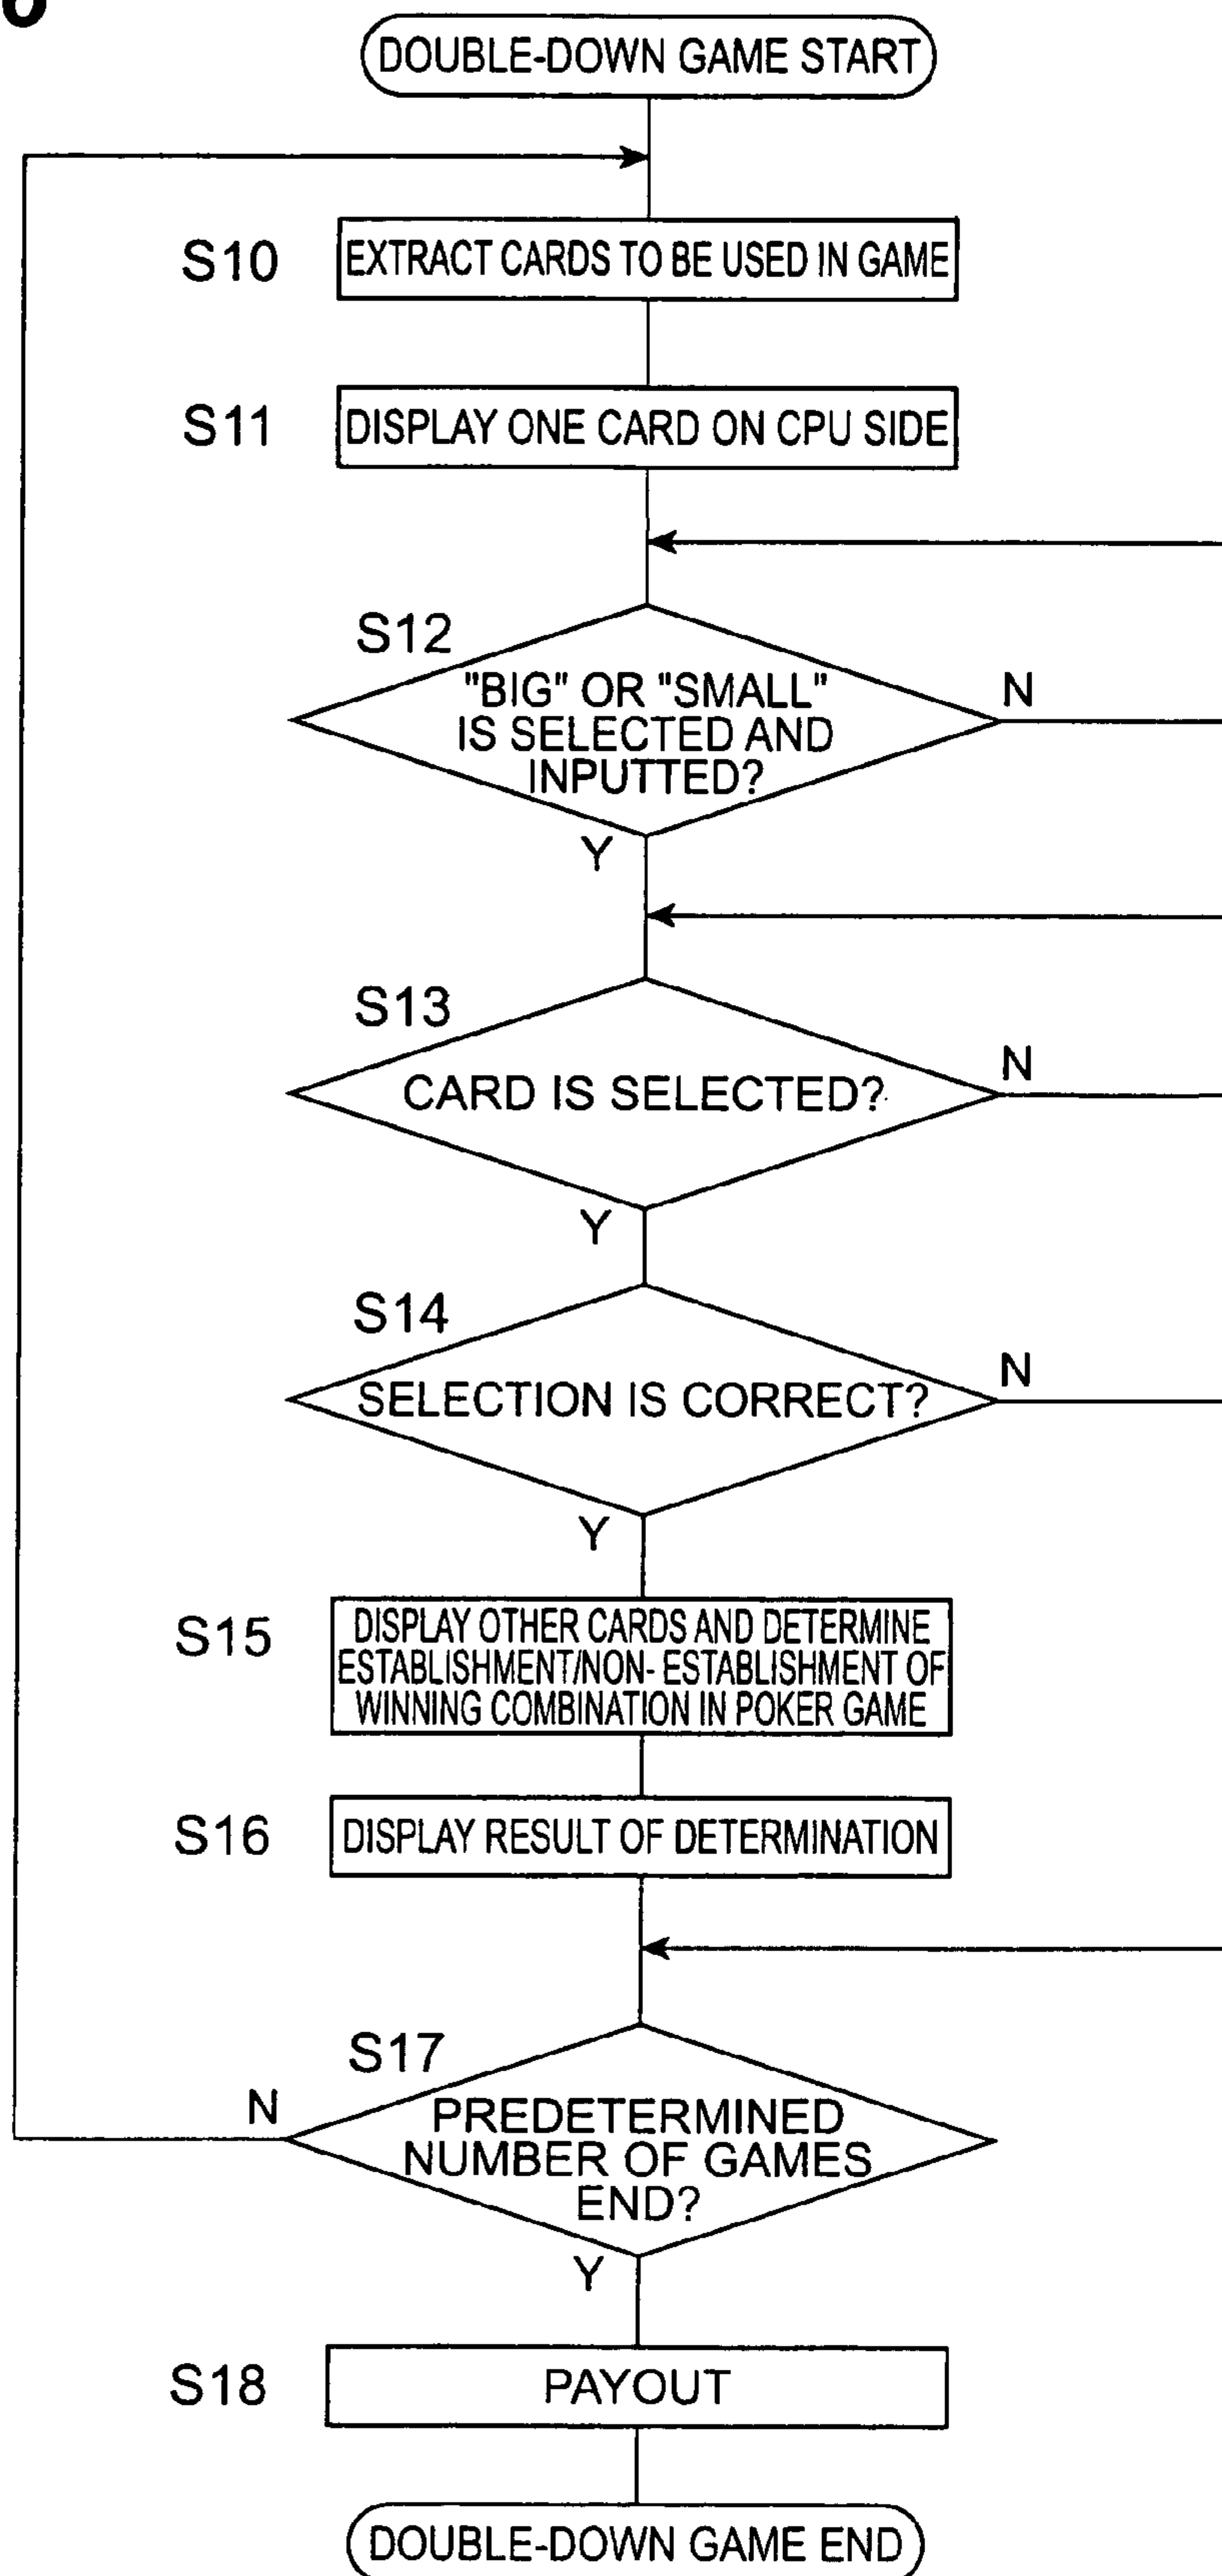 DOUBLE-DOWN GAME START
S10
EXTRACT CARDS TO BE USED IN GAME
S11
DISPLAY ONE CARD ON CPU SIDE
S12
"BIG" OR "SMALL"
IS SELECTED AND
INPUTTED?
N
Y
S13
CARD IS SELECTED?
N
Y
S14
SELECTION IS CORRECT?
N
Y
S15
DISPLAY OTHER CARDS AND DETERMINE
ESTABLISHMENT/NON- ESTABLISHMENT OF
WINNING COMBINATION IN POKER GAME
S16
DISPLAY RESULT OF DETERMINATION
S17
PREDETERMINED
NUMBER OF GAMES
END?
N
Y
S18
PAYOUT
DOUBLE-DOWN GAME END